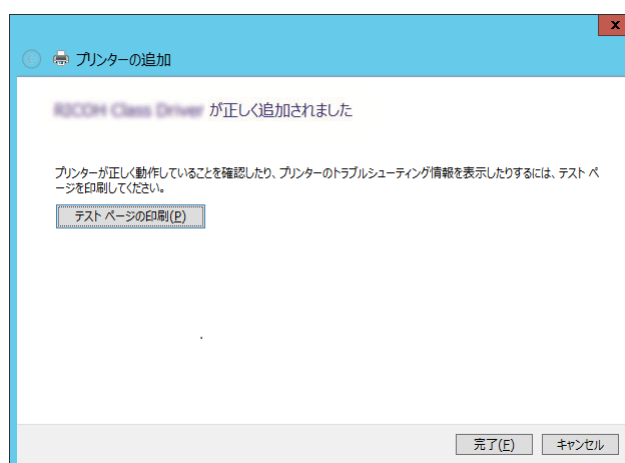 プリンターの追加
RICOH Class Driver が正しく追加されました
プリンターが正しく動作していることを確認したり、プリンターのトラブルシューティング情報を表示したりするには、テスト ペ
ージを印刷してください。
テスト ページの印刷(P)
完了(F) キャンセル